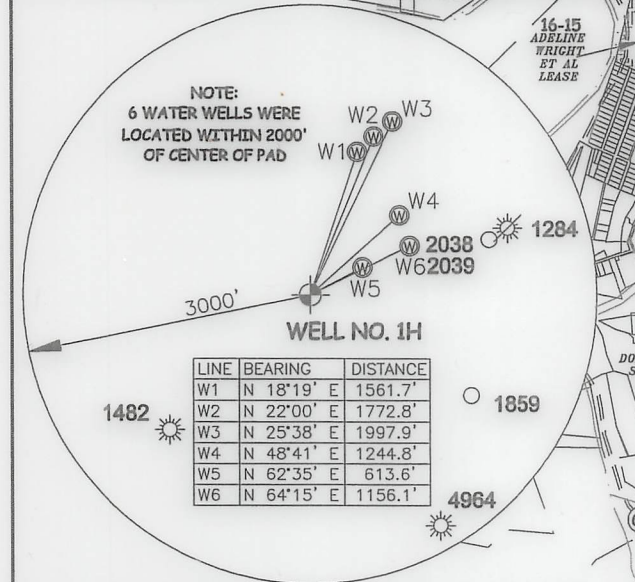 16-15
ADELINE
WRIGHT
ET AL
LEASE
NOTE:
6 WATER WELLS WERE
LOCATED WITHIN 2000'
OF CENTER OF PAD
W1
W2
W3
W4
W5
W6
2038
2039
1284
3000'
WELL NO. 1H
LINE BEARING DISTANCE
W1 N 18°19' E 1561.7'
W2 N 22°00' E 1772.8'
W3 N 25°38' E 1997.9'
W4 N 48°41' E 1244.8'
W5 N 62°35' E 613.6'
W6 N 64°15' E 1156.1'
1482
1859
4964
W
W
W
W
W
W
DO
S